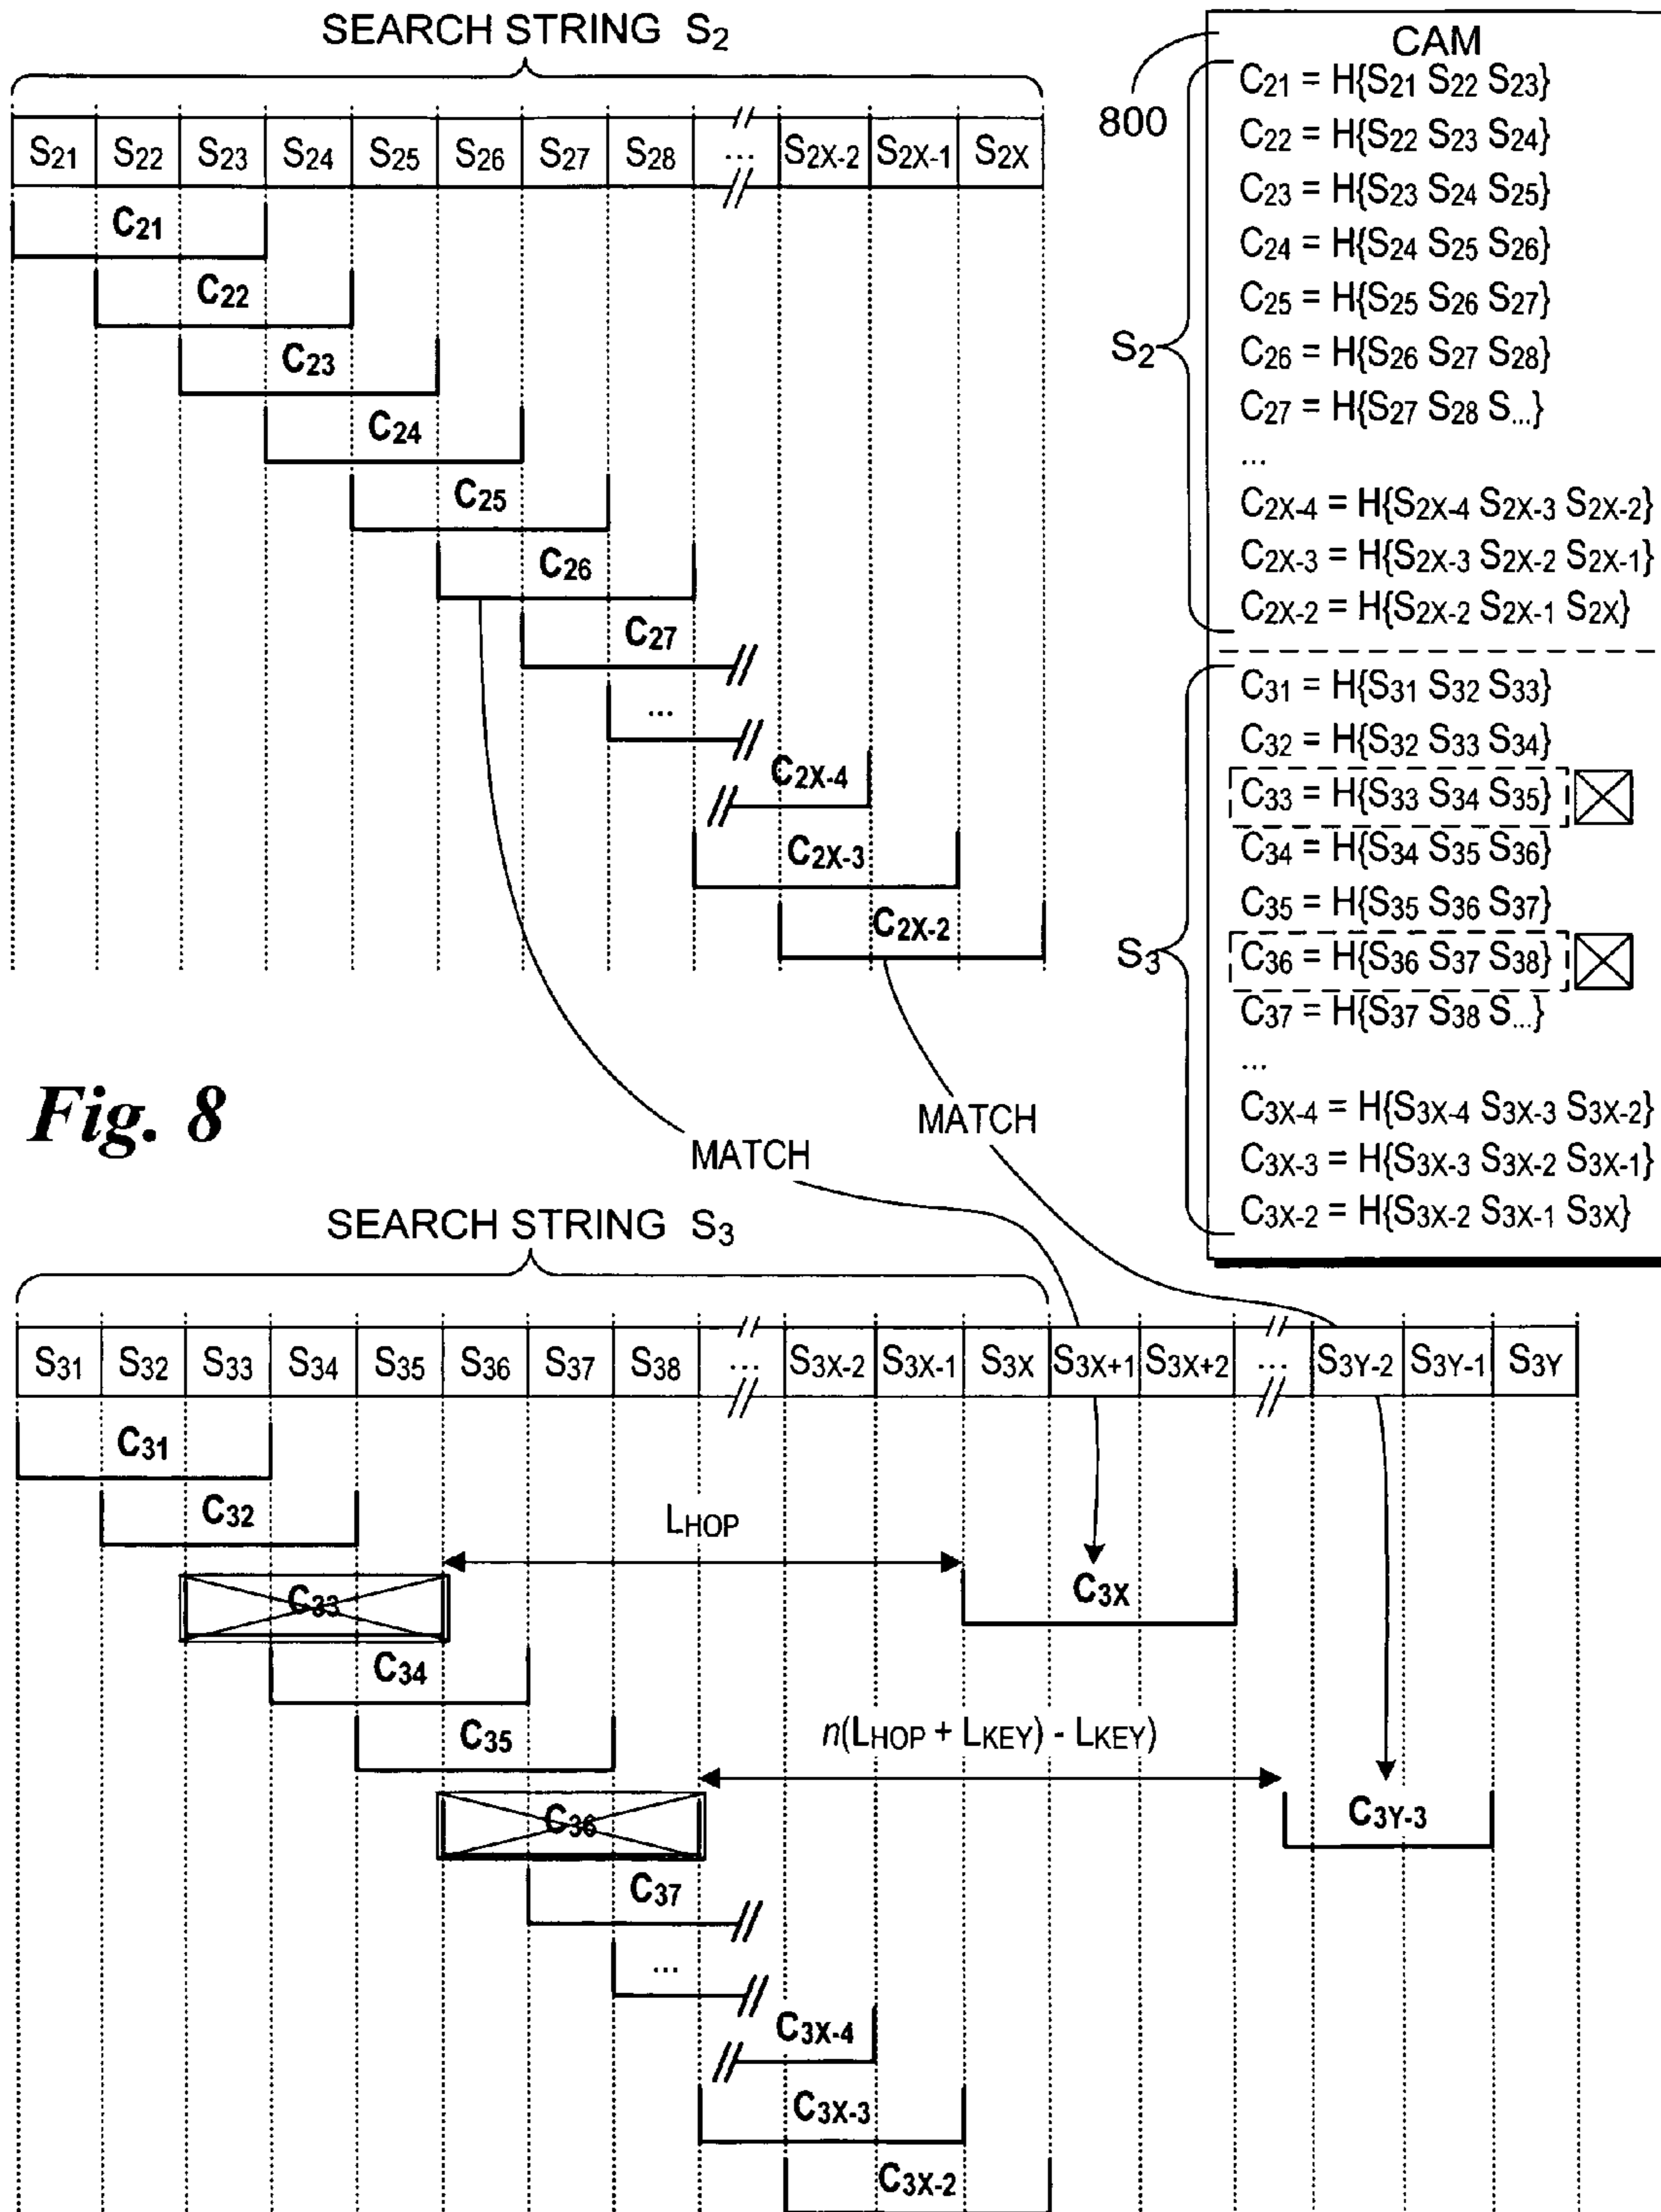 SEARCH STRING S2
S21 S22 S23 S24 S25 S26 S27 S28 ... S2X-2 S2X-1 S2X
C21
C22
C23
C24
C25
C26
C27
...
C2X-4
C2X-3
C2X-2
CAM
800
S2
C21 = H{S21 S22 S23}
C22 = H{S22 S23 S24}
C23 = H{S23 S24 S25}
C24 = H{S24 S25 S26}
C25 = H{S25 S26 S27}
C26 = H{S26 S27 S28}
C27 = H{S27 S28 S...}
...
C2X-4 = H{S2X-4 S2X-3 S2X-2}
C2X-3 = H{S2X-3 S2X-2 S2X-1}
C2X-2 = H{S2X-2 S2X-1 S2X}
S3
C31 = H{S31 S32 S33}
C32 = H{S32 S33 S34}
C33 = H{S33 S34 S35}
C34 = H{S34 S35 S36}
C35 = H{S35 S36 S37}
C36 = H{S36 S37 S38}
C37 = H{S37 S38 S...}
...
C3X-4 = H{S3X-4 S3X-3 S3X-2}
C3X-3 = H{S3X-3 S3X-2 S3X-1}
C3X-2 = H{S3X-2 S3X-1 S3X}
Fig. 8
MATCH
MATCH
SEARCH STRING S3
S31 S32 S33 S34 S35 S36 S37 S38 ... S3X-2 S3X-1 S3X S3X+1 S3X+2 ... S3Y-2 S3Y-1 S3Y
C31
C32
LHOP
C33
C3X
C34
C35
n(LHOP + LKEY) - LKEY)
C36
C3Y-3
C37
...
C3X-4
C3X-3
C3X-2